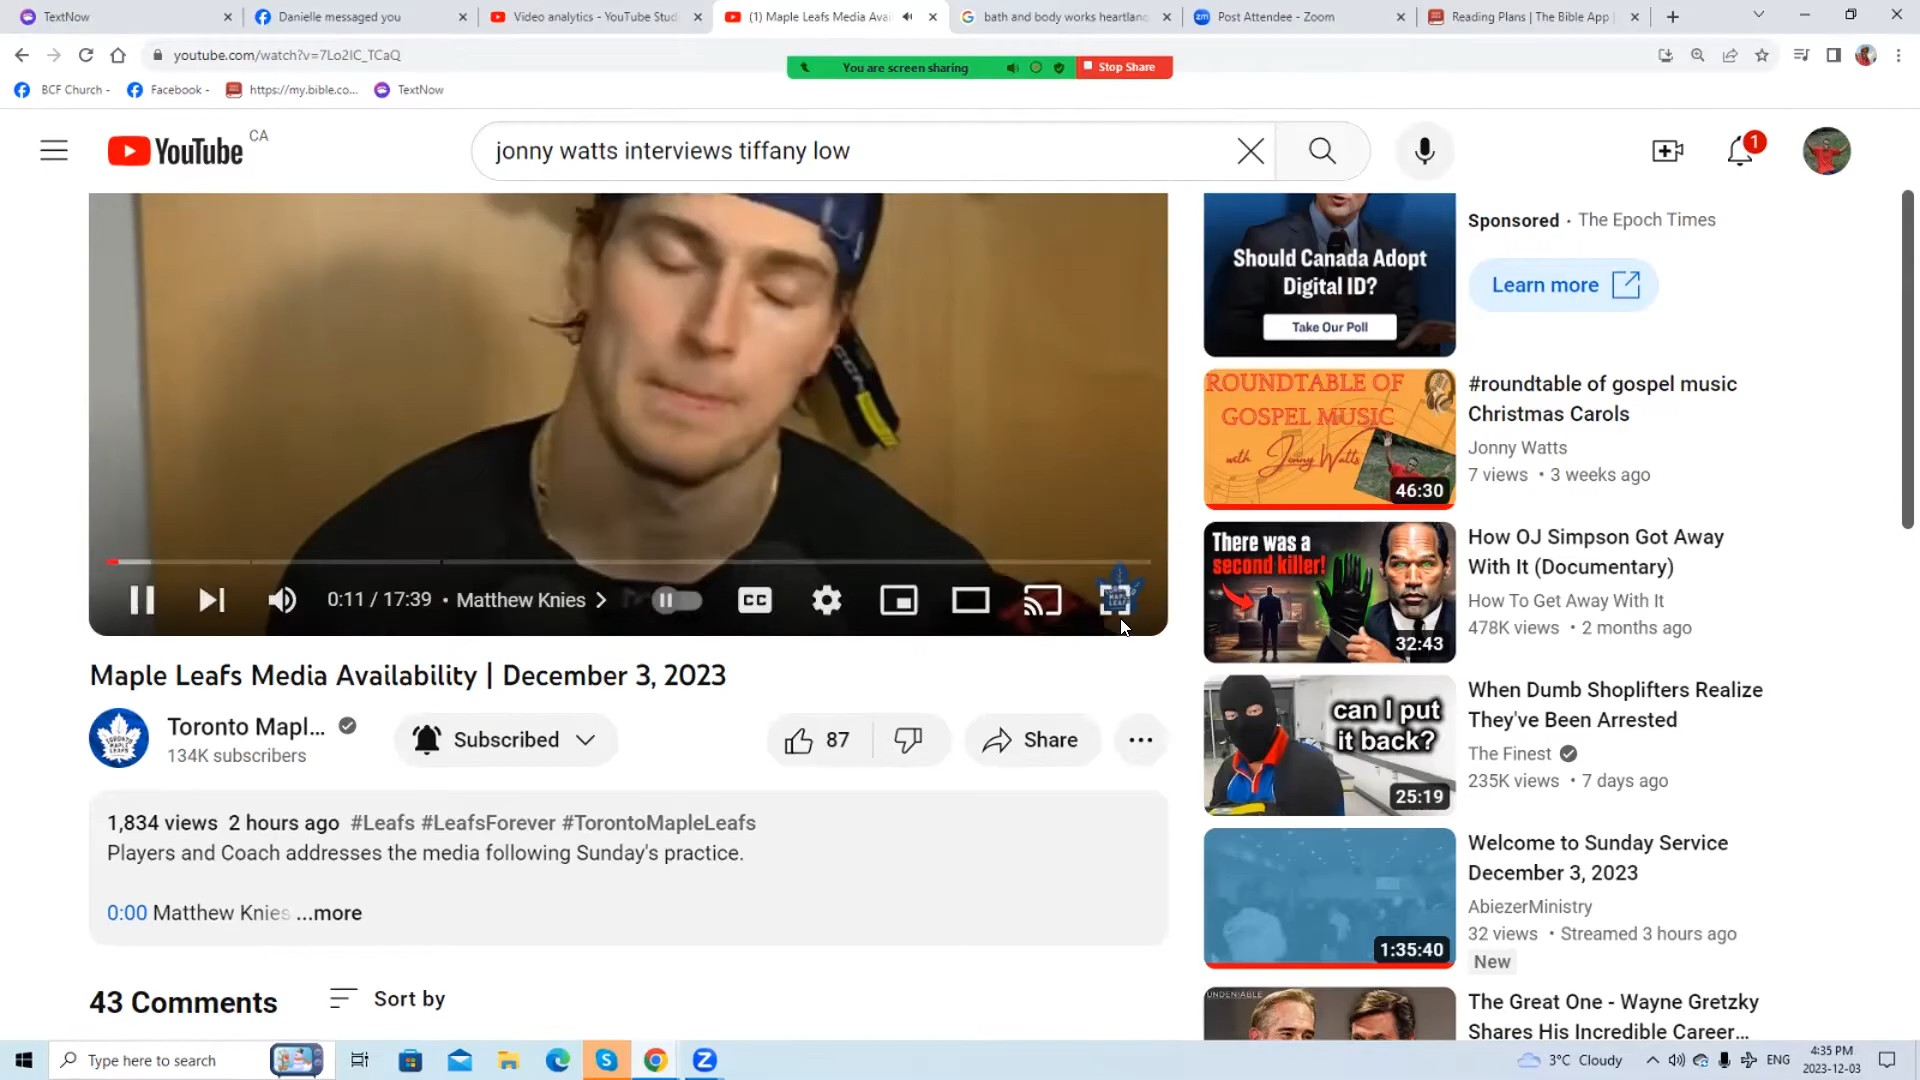 TextNow
Danielle messaged you
Video analytics - YouTube Stud
(1) Maple Leafs Media Avai
bath and body works heartlanc
Post Attendee - Zoom
Reading Plans | The Bible App |
youtube.com/watch?v=7Lo2IC_TCaQ
You are screen sharing
Stop Share
BCF Church -
Facebook -
https://my.bible.co...
TextNow
YouTube CA
jonny watts interviews tiffany low
1
Should Canada Adopt
Digital ID?
Take Our Poll
Sponsored · The Epoch Times
Learn more
ROUNDTABLE OF
GOSPEL MUSIC
with Jonny Watts
46:30
#roundtable of gospel music
Christmas Carols
Jonny Watts
7 views • 3 weeks ago
There was a
second killer!
32:43
How OJ Simpson Got Away
With It (Documentary)
How To Get Away With It
478K views • 2 months ago
can I put
it back?
25:19
When Dumb Shoplifters Realize
They've Been Arrested
The Finest
235K views • 7 days ago
1:35:40
Welcome to Sunday Service
December 3, 2023
AbiezerMinistry
32 views • Streamed 3 hours ago
New
UNDENIABLE
The Great One - Wayne Gretzky
Shares His Incredible Career...
CCM
0:11 / 17:39 • Matthew Knies
CC
Maple Leafs Media Availability | December 3, 2023
TORONTO
MAPLE
LEAFS
Toronto Mapl...
134K subscribers
Subscribed
87
Share
1,834 views 2 hours ago #Leafs #LeafsForever #TorontoMapleLeafs
Players and Coach addresses the media following Sunday's practice.
0:00 Matthew Knies ...more
43 Comments
Sort by
Type here to search
3°C Cloudy
ENG
4:35 PM
2023-12-03